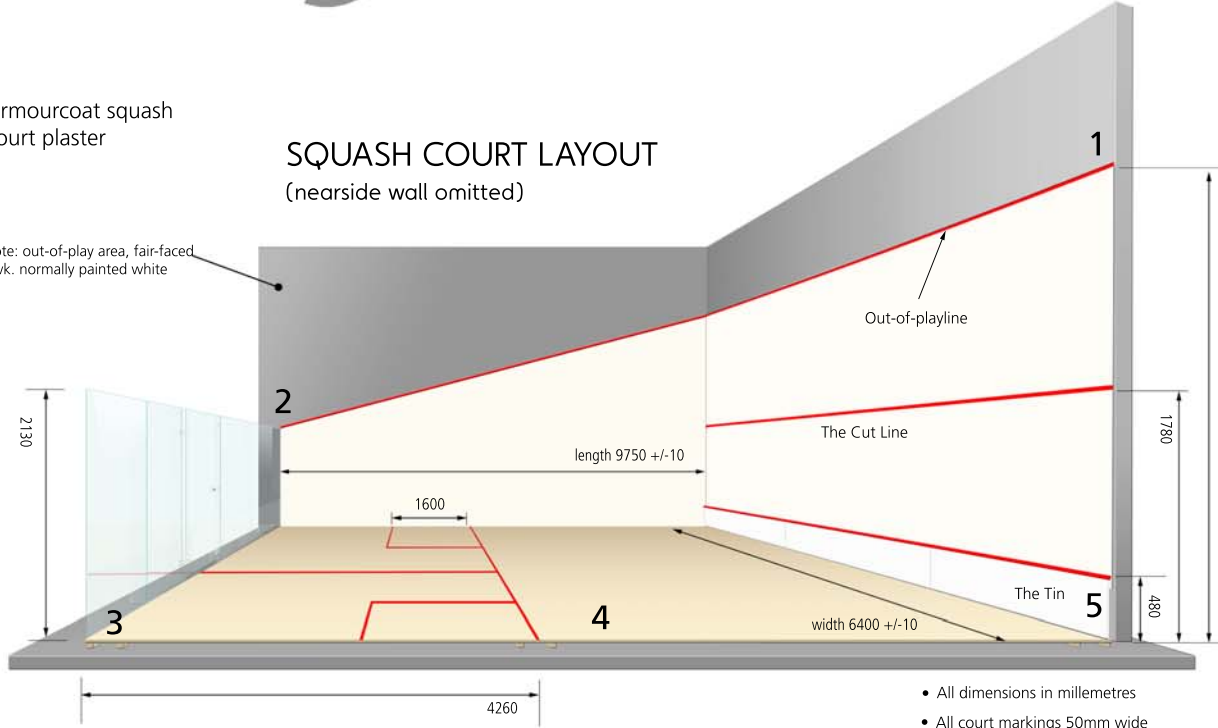 rmourcoat squash
ourt plaster
SQUASH COURT LAYOUT
(nearside wall omitted)
1
ote: out-of-play area, fair-faced
wk. normally painted white
Out-of-playline
2
2130
The Cut Line
1780
length 9750 +/-10
1600
The Tin
480
3
4
5
width 6400 +/-10
4260
• All dimensions in millemetres
• All court markings 50mm wide